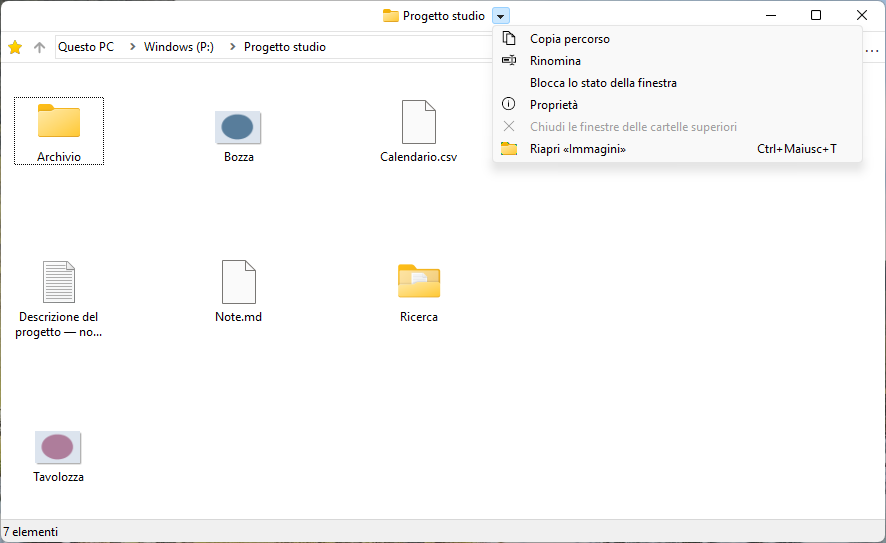 Progetto studio
Questo PC
Windows (P:)
Progetto studio
...
Copia percorso
Rinomina
Blocca lo stato della finestra
Proprietà
Chiudi le finestre delle cartelle superiori
Riapri «Immagini» Ctrl+Maiusc+T
Archivio
Bozza
Calendario.csv
Descrizione del
progetto — no...
Note.md
Ricerca
Tavolozza
7 elementi